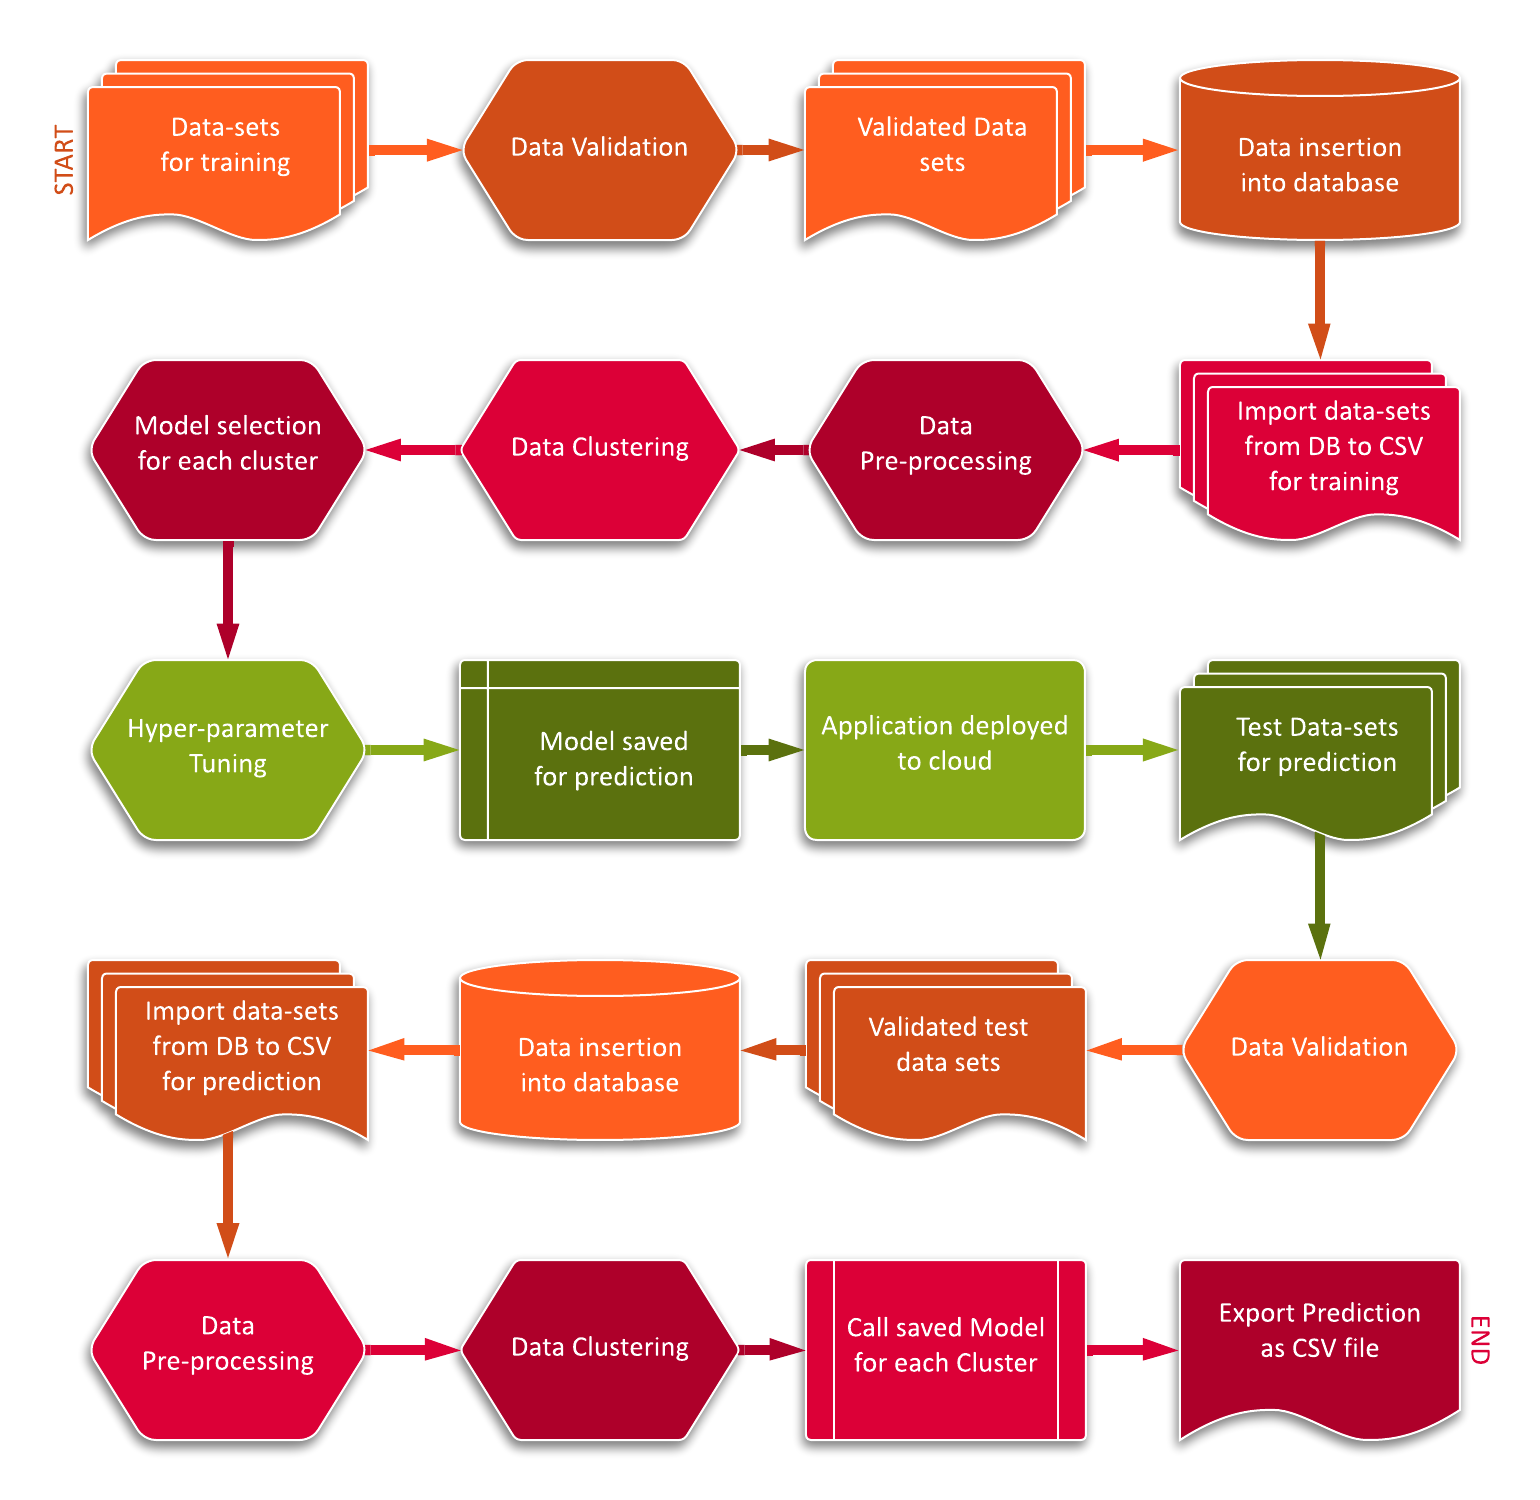 START
Data-sets
for training
Data Validation
Validated Data
sets
Data insertion
into database
Import data-sets
from DB to CSV
for training
Data
Pre-processing
Data Clustering
Model selection
for each cluster
Hyper-parameter
Tuning
Model saved
for prediction
Application deployed
to cloud
Test Data-sets
for prediction
Data Validation
Validated test
data sets
Data insertion
into database
Import data-sets
from DB to CSV
for prediction
Data
Pre-processing
Data Clustering
Call saved Model
for each Cluster
Export Prediction
as CSV file
END